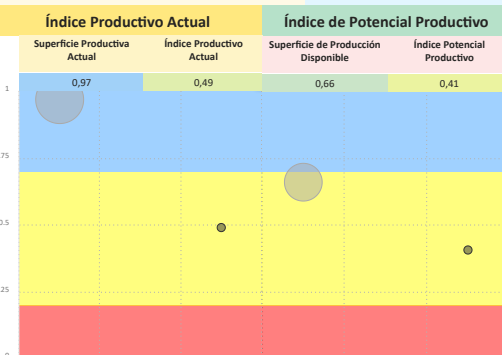 Índice Productivo Actual
Índice de Potencial Productivo
Superficie Productiva
Actual
Índice Productivo
Actual
Superficie de Producción
Disponible
Índice Potencial
Productivo
0,97
0,49
0,66
0,41
1
.75
0.5
.25
0